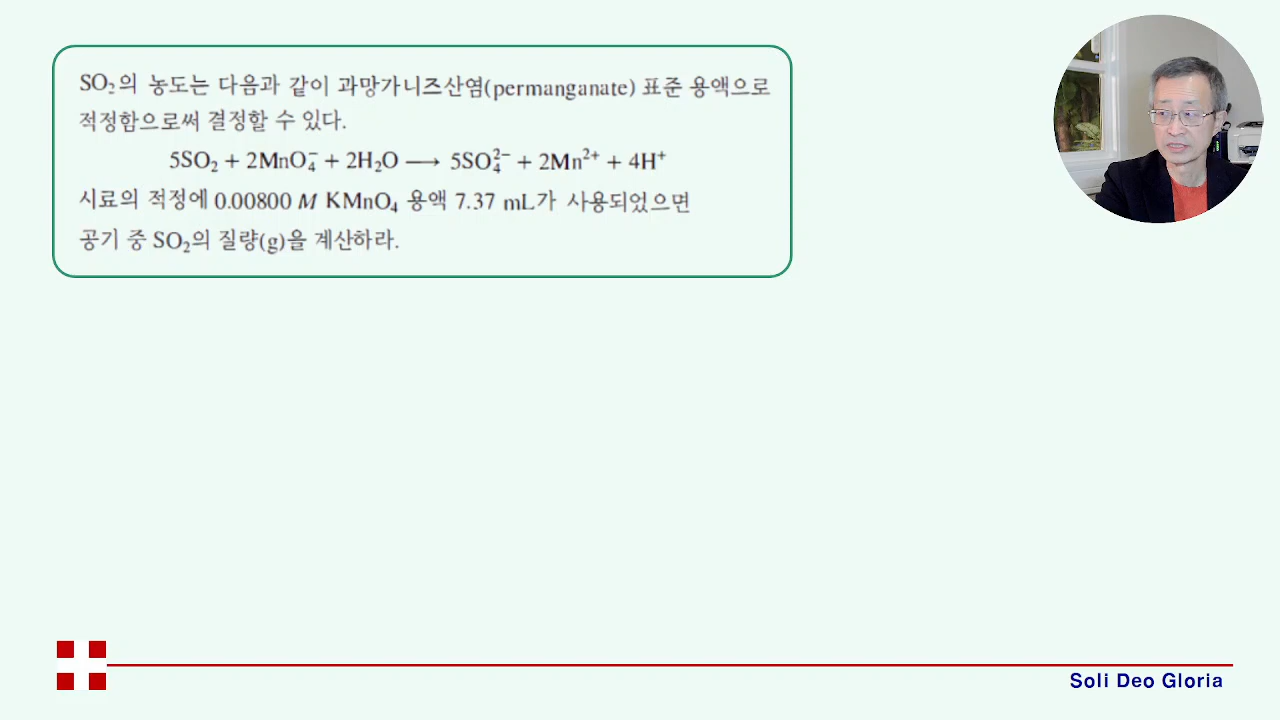 SO₂의 농도는 다음과 같이 과망가니즈산염(permanganate) 표준 용액으로
적정함으로써 결정할 수 있다.
5SO₂ + 2MnO₄⁻ + 2H₂O ⟶ 5SO₄²⁻ + 2Mn²⁺ + 4H⁺
시료의 적정에 0.00800 M KMnO₄ 용액 7.37 mL가 사용되었으면
공기 중 SO₂의 질량(g)을 계산하라.
Soli Deo Gloria